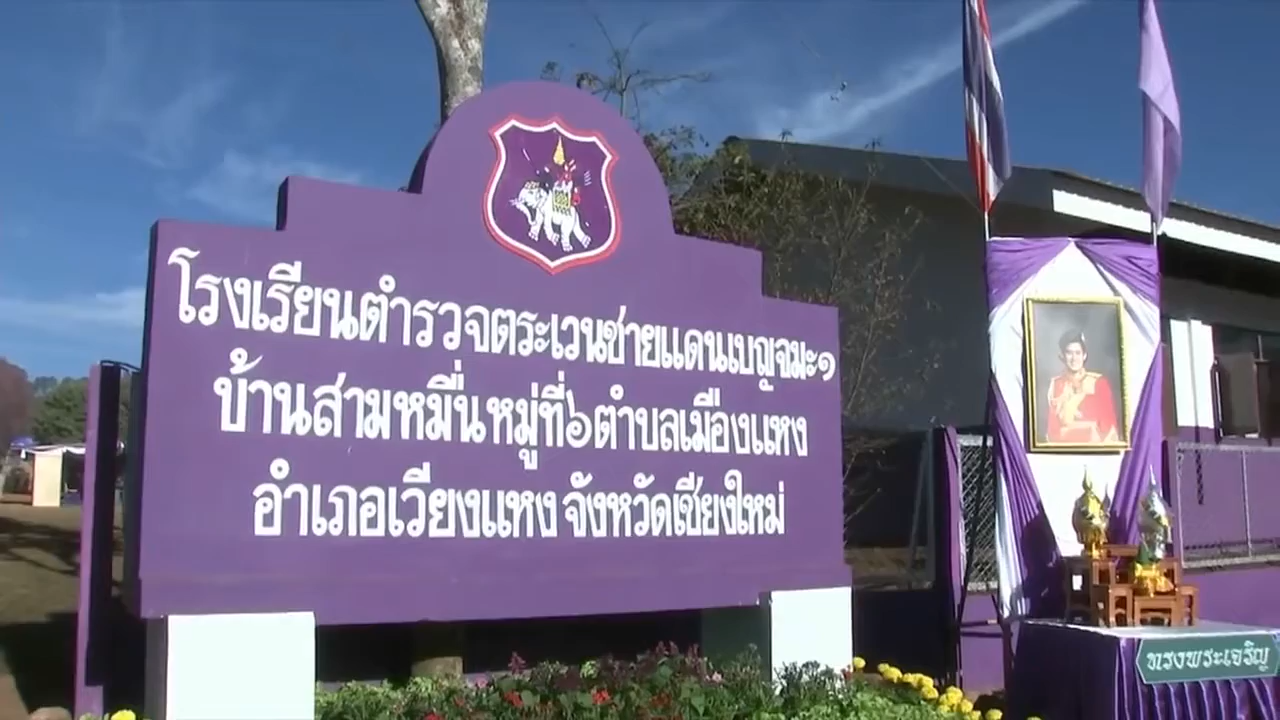 โรงเรียนตำรวจตระเวนชายแดนเบญจมะ๑
บ้านสามหมื่น หมู่ที่๖ ตำบลเมืองแหง
อำเภอเวียงแหง จังหวัดเชียงใหม่
ทรงพระเจริญ